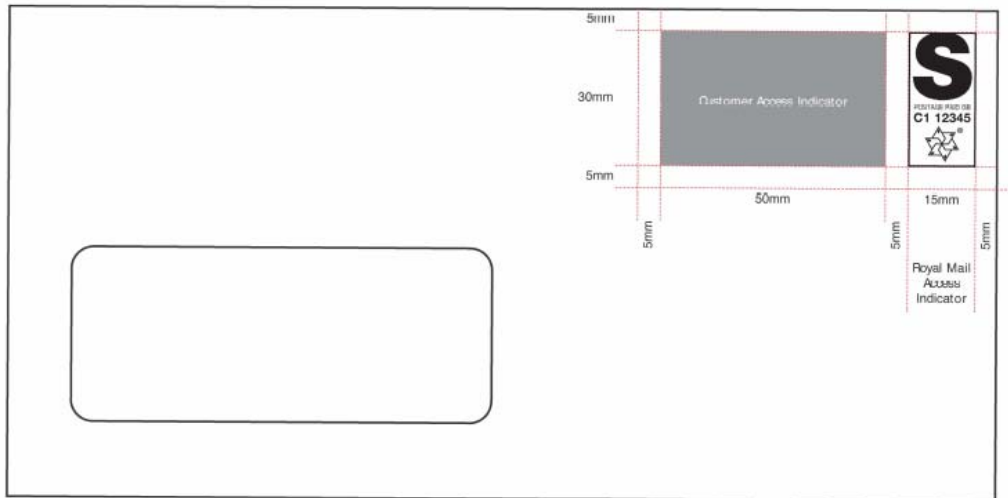 5mm
30mm
Customer Access Indicator
S
POSTAGE PAID GB
C1 12345
®
5mm
50mm
15mm
5mm
5mm
5mm
Royal Mail
Access
Indicator